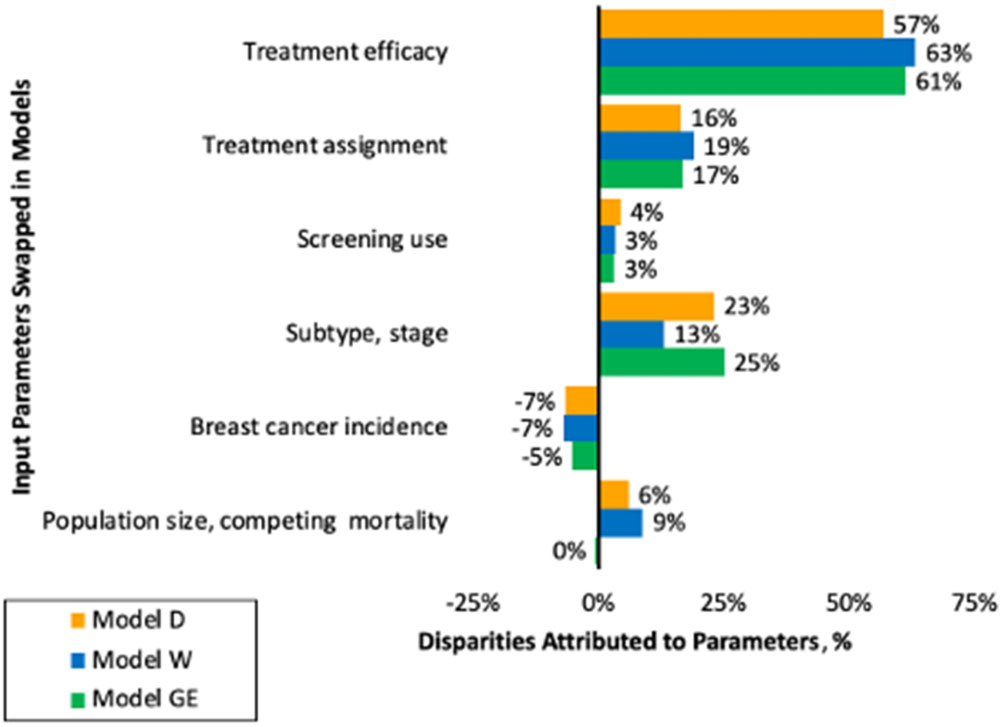 Input Parameters Swapped in Models
Treatment efficacy
57%
63%
61%
Treatment assignment
16%
19%
17%
Screening use
4%
3%
3%
Subtype, stage
23%
13%
25%
Breast cancer incidence
-7%
-7%
-5%
Population size, competing mortality
6%
9%
0%
-25% 0% 25% 50% 75%
Disparities Attributed to Parameters, %
Model D
Model W
Model GE